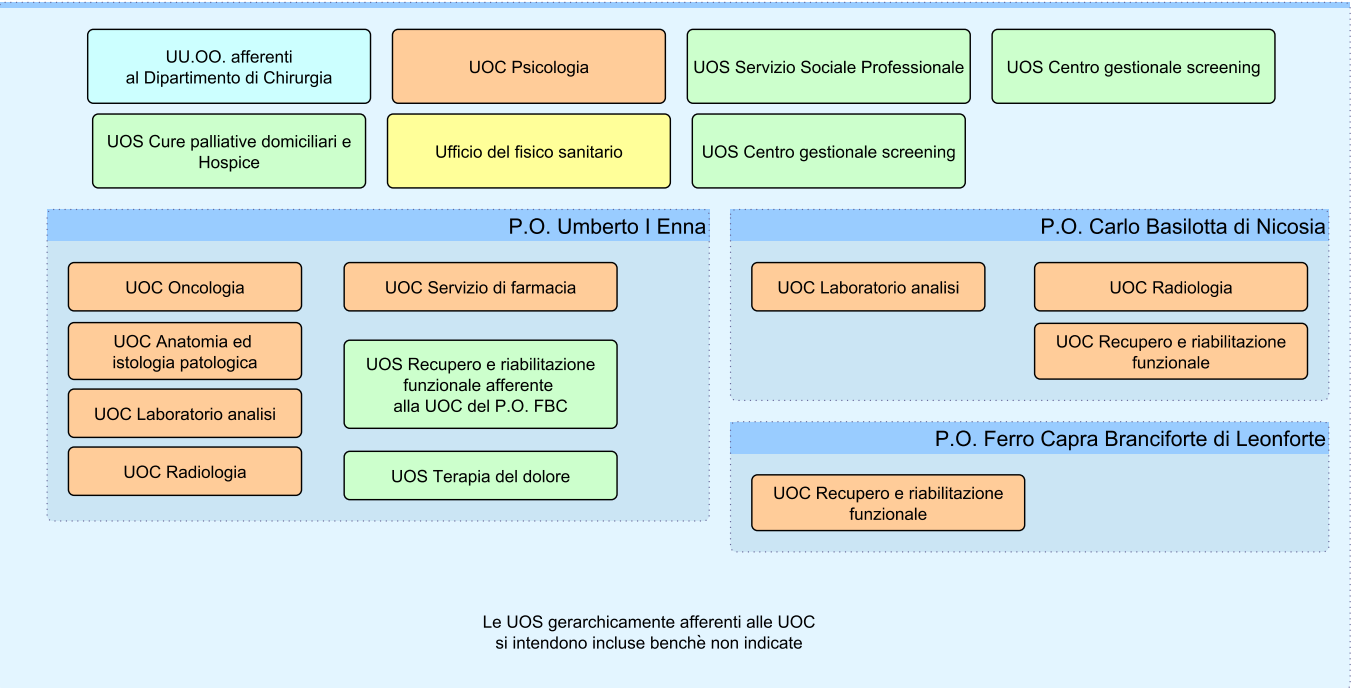 UU.OO. afferenti
al Dipartimento di Chirurgia
UOC Psicologia
UOS Servizio Sociale Professionale
UOS Centro gestionale screening
UOS Cure palliative domiciliari e
Hospice
Ufficio del fisico sanitario
UOS Centro gestionale screening
P.O. Umberto I Enna
UOC Oncologia
UOC Servizio di farmacia
UOC Anatomia ed
istologia patologica
UOS Recupero e riabilitazione
funzionale afferente
alla UOC del P.O. FBC
UOC Laboratorio analisi
UOC Radiologia
UOS Terapia del dolore
P.O. Carlo Basilotta di Nicosia
UOC Laboratorio analisi
UOC Radiologia
UOC Recupero e riabilitazione
funzionale
P.O. Ferro Capra Branciforte di Leonforte
UOC Recupero e riabilitazione
funzionale
Le UOS gerarchicamente afferenti alle UOC
si intendono incluse benchè non indicate